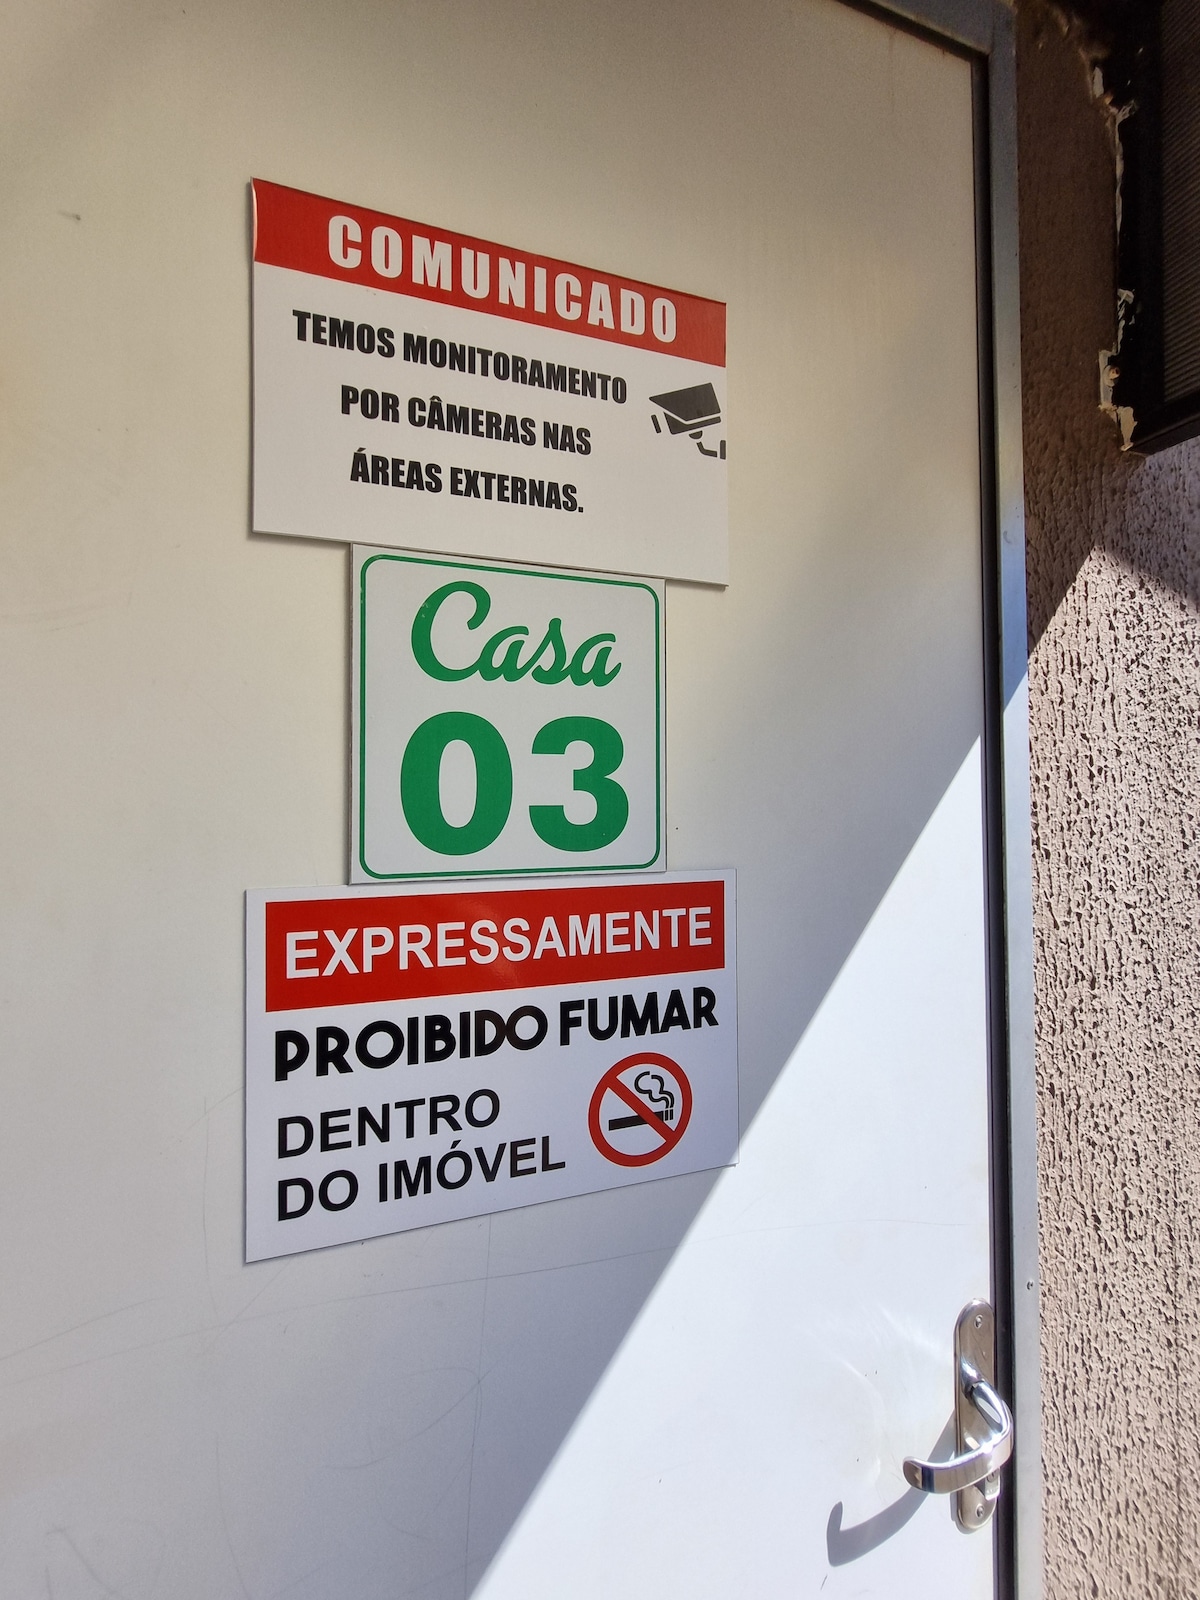 COMUNICADO
TEMOS MONITORAMENTO
POR CÂMERAS NAS
ÁREAS EXTERNAS.
Casa
03
EXPRESSAMENTE
PROIBIDO FUMAR
DENTRO
DO IMÓVEL